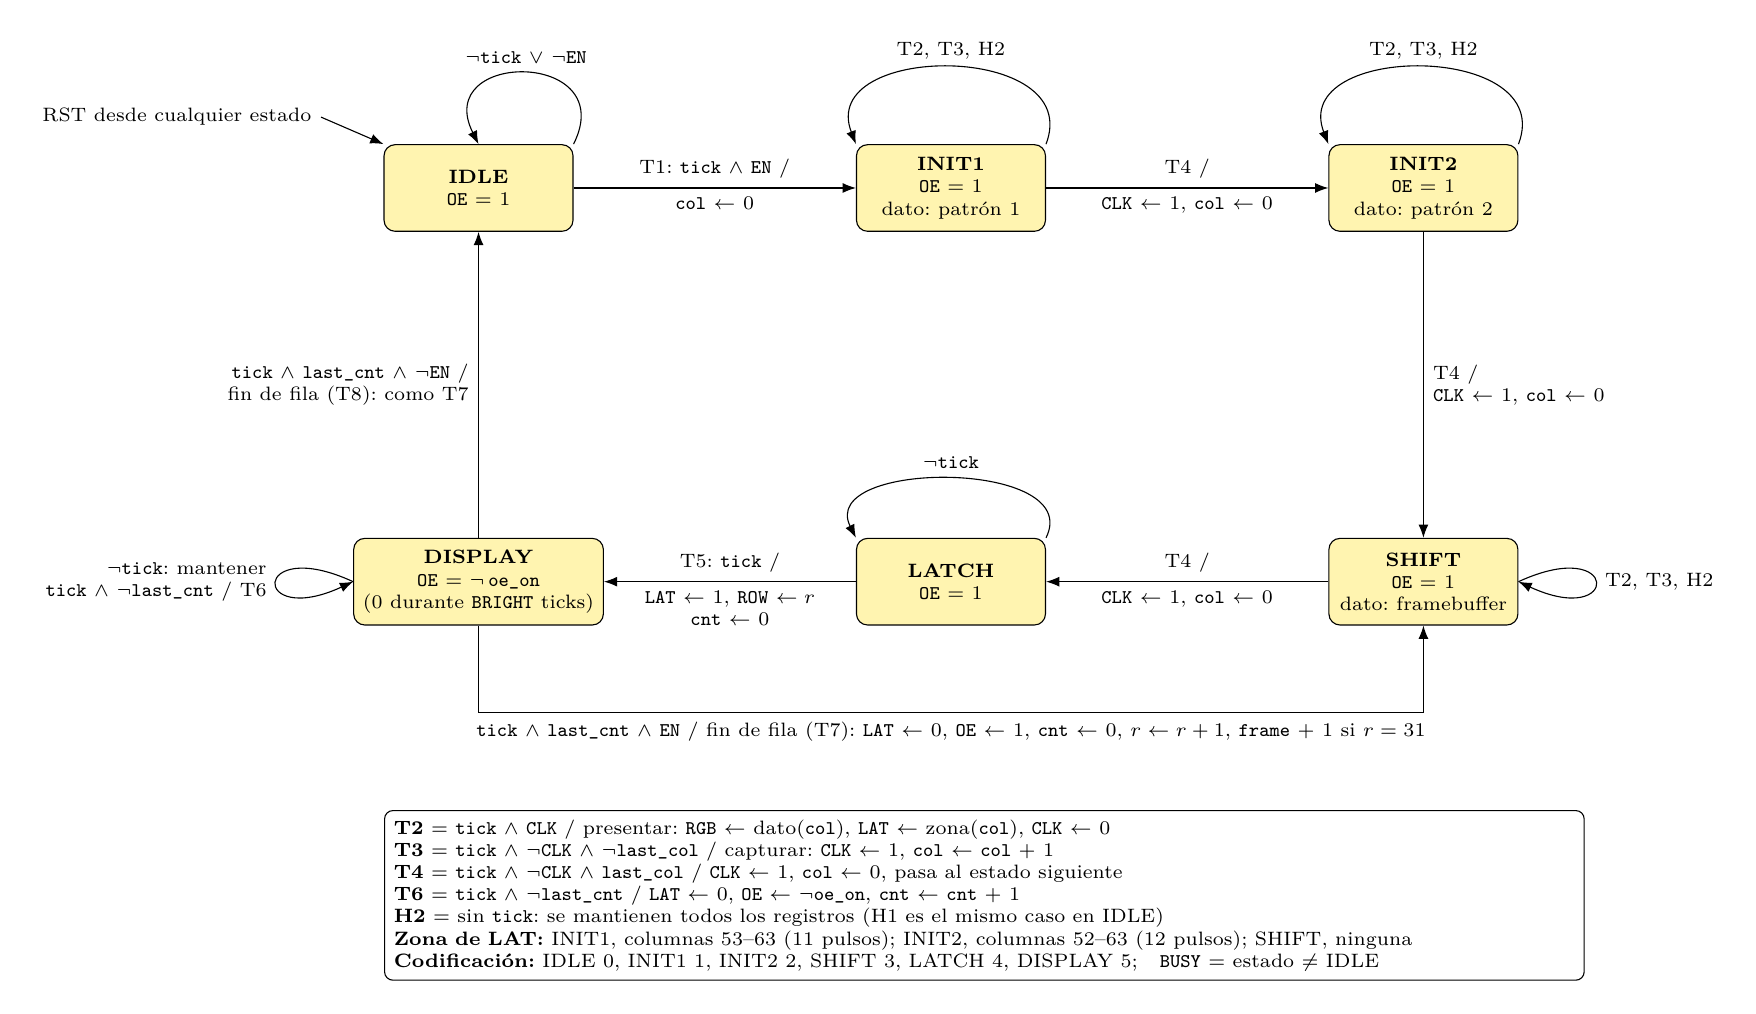 ¬tick ∨ ¬EN
T2, T3, H2
T2, T3, H2
RST desde cualquier estado
IDLE
OE = 1
T1: tick ∧ EN /
col ← 0
INIT1
OE = 1
dato: patrón 1
T4 /
CLK ← 1, col ← 0
INIT2
OE = 1
dato: patrón 2
tick ∧ last_cnt ∧ ¬EN /
fin de fila (T8): como T7
T4 /
CLK ← 1, col ← 0
¬tick
¬tick: mantener
tick ∧ ¬last_cnt / T6
DISPLAY
OE = ¬ oe_on
(0 durante BRIGHT ticks)
T5: tick /
LAT ← 1, ROW ← r
cnt ← 0
LATCH
OE = 1
T4 /
CLK ← 1, col ← 0
SHIFT
OE = 1
dato: framebuffer
T2, T3, H2
tick ∧ last_cnt ∧ EN / fin de fila (T7): LAT ← 0, OE ← 1, cnt ← 0, r ← r + 1, frame + 1 si r = 31
T2 = tick ∧ CLK / presentar: RGB ← dato(col), LAT ← zona(col), CLK ← 0
T3 = tick ∧ ¬CLK ∧ ¬last_col / capturar: CLK ← 1, col ← col + 1
T4 = tick ∧ ¬CLK ∧ last_col / CLK ← 1, col ← 0, pasa al estado siguiente
T6 = tick ∧ ¬last_cnt / LAT ← 0, OE ← ¬oe_on, cnt ← cnt + 1
H2 = sin tick: se mantienen todos los registros (H1 es el mismo caso en IDLE)
Zona de LAT: INIT1, columnas 53–63 (11 pulsos); INIT2, columnas 52–63 (12 pulsos); SHIFT, ninguna
Codificación: IDLE 0, INIT1 1, INIT2 2, SHIFT 3, LATCH 4, DISPLAY 5; BUSY = estado ≠ IDLE